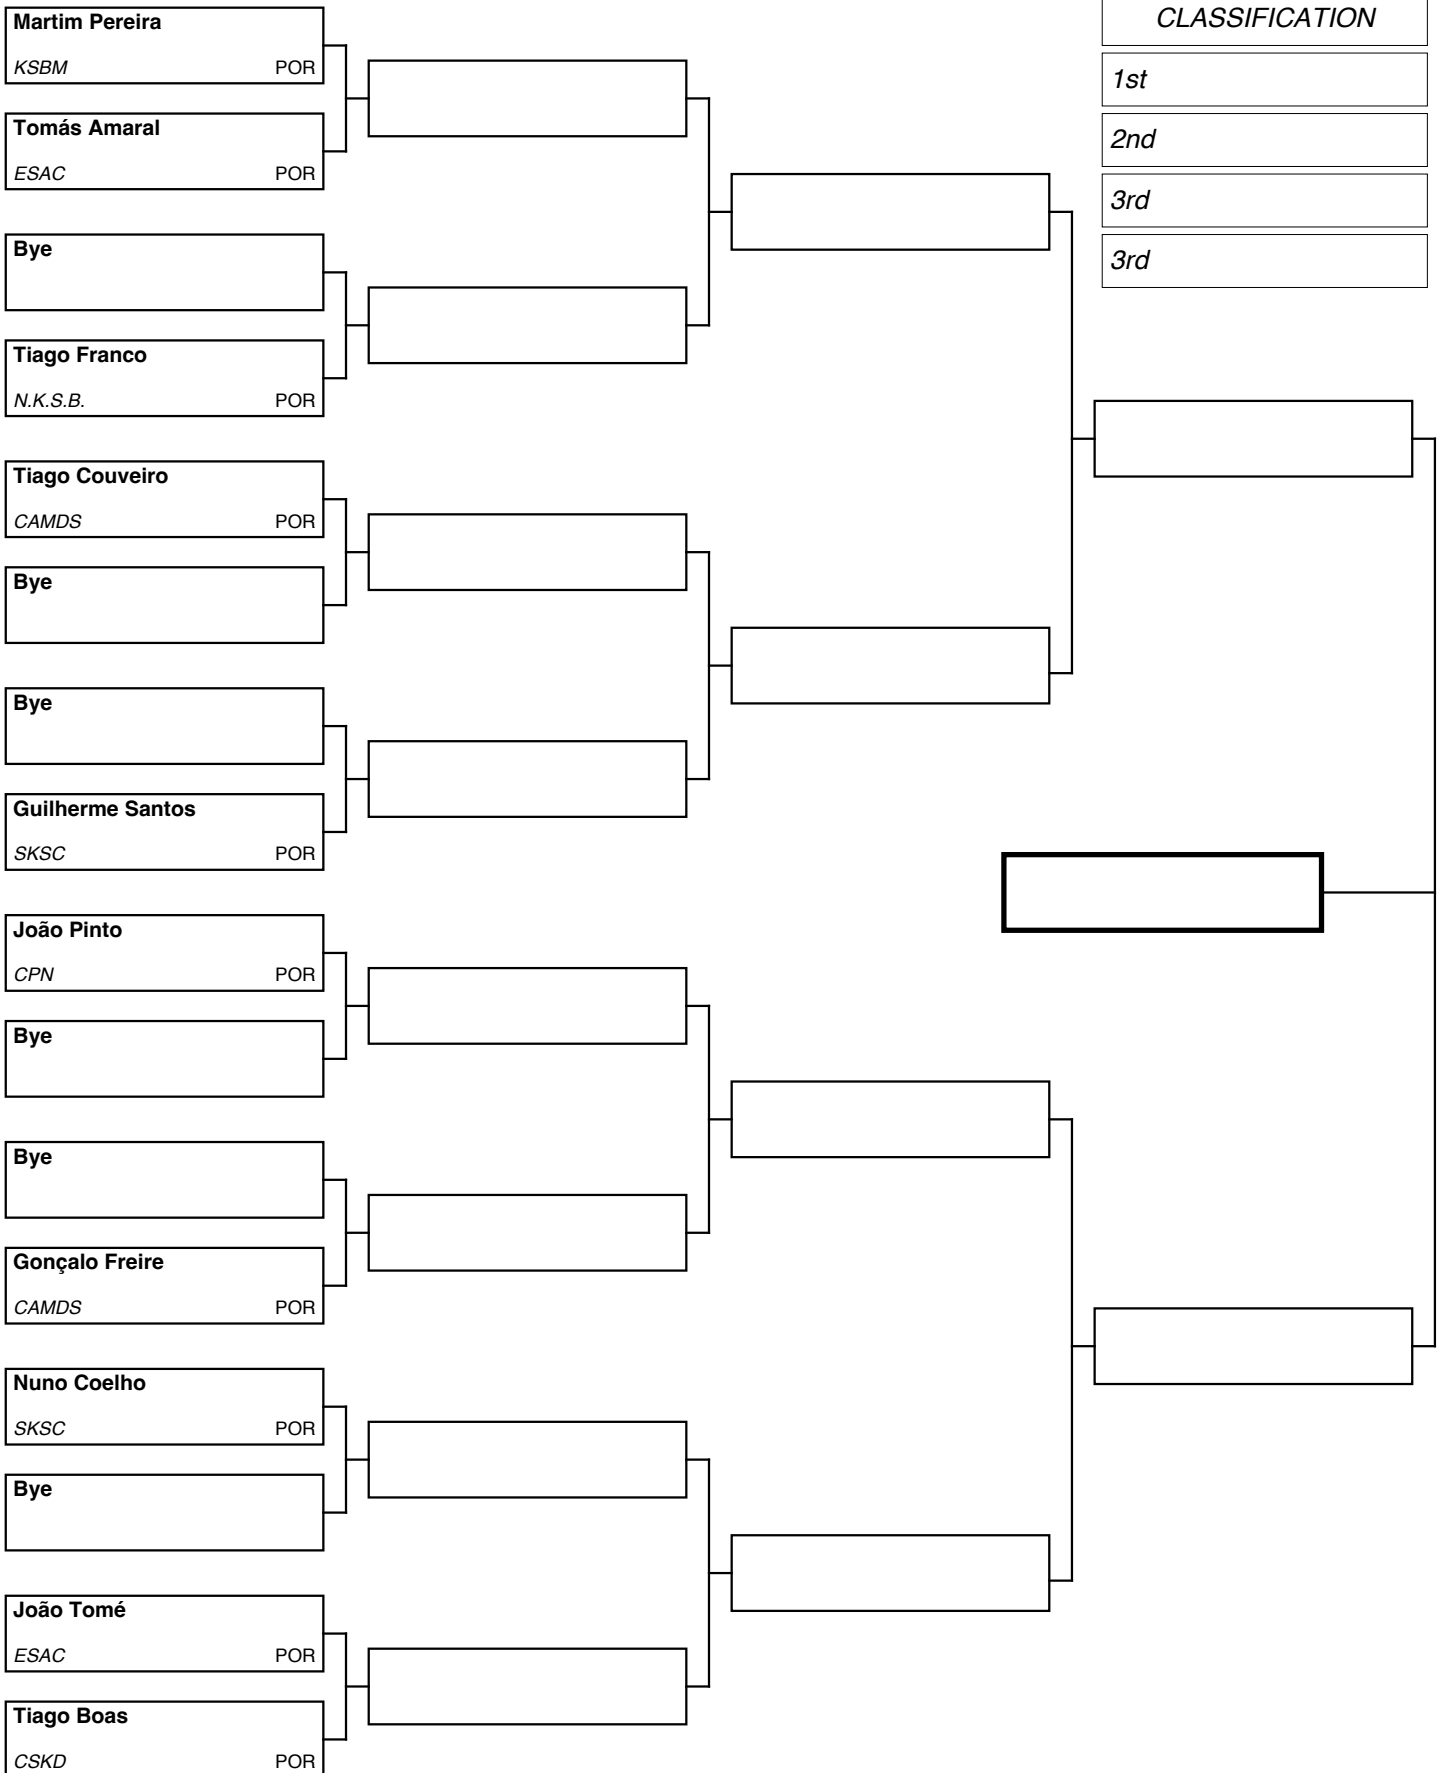 Martim Pereira
KSBM POR
Tomás Amaral
ESAC POR
Bye
Tiago Franco
N.K.S.B. POR
Tiago Couveiro
CAMDS POR
Bye
Bye
Guilherme Santos
SKSC POR
João Pinto
CPN POR
Bye
Bye
Gonçalo Freire
CAMDS POR
Nuno Coelho
SKSC POR
Bye
João Tomé
ESAC POR
Tiago Boas
CSKD POR
CLASSIFICATION
1st
2nd
3rd
3rd